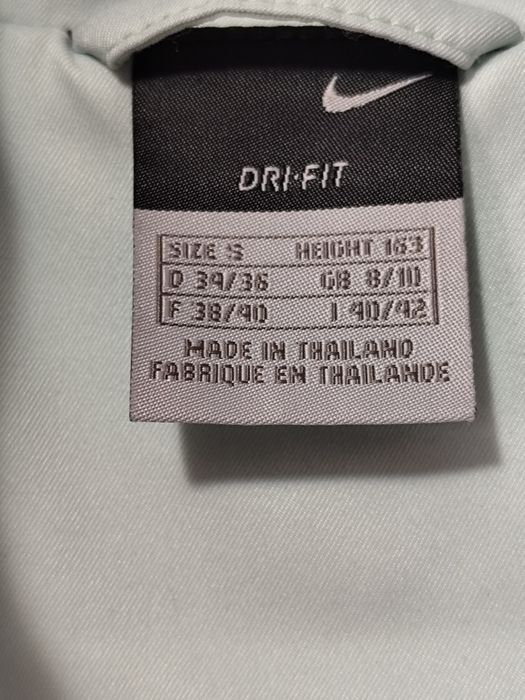 DRI-FIT
SIZE S HEIGHT 163
D 34/36 GB 8/10
F 38/40 I 40/42
MADE IN THAILAND
FABRIQUE EN THAILANDE